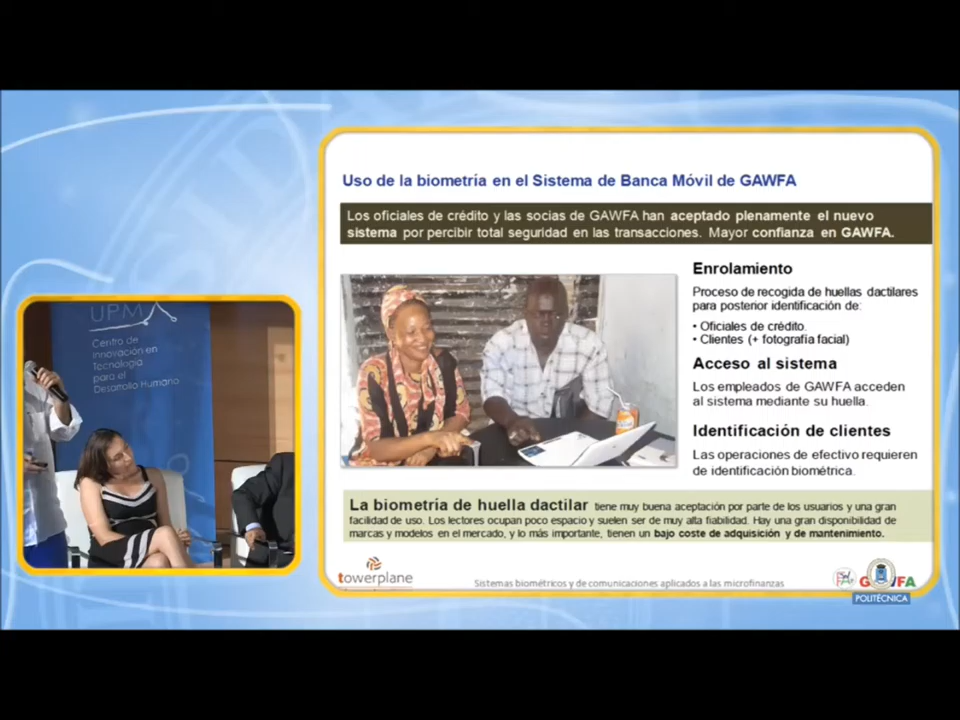 Uso de la biometría en el Sistema de Banca Móvil de GAWFA
Los oficiales de crédito y las socias de GAWFA han aceptado plenamente el nuevo
sistema por percibir total seguridad en las transacciones. Mayor confianza en GAWFA.
Enrolamiento
Proceso de recogida de huellas dactilares
para posterior identificación de:
• Oficiales de crédito.
• Clientes (+ fotografía facial)
Acceso al sistema
Los empleados de GAWFA acceden
al sistema mediante su huella.
Identificación de clientes
Las operaciones de efectivo requieren
de identificación biométrica.
La biometría de huella dactilar tiene muy buena aceptación por parte de los usuarios y una gran
facilidad de uso. Los lectores ocupan poco espacio y suelen ser de muy alta fiabilidad. Hay una gran disponibilidad de
marcas y modelos en el mercado, y lo más importante, tienen un bajo coste de adquisición y de mantenimiento.
towerplane
Sistemas biométricos y de comunicaciones aplicados a las microfinanzas
POLITÉCNICA
UPM
Centro de
Innovación en
Tecnología
para el
Desarrollo Humano